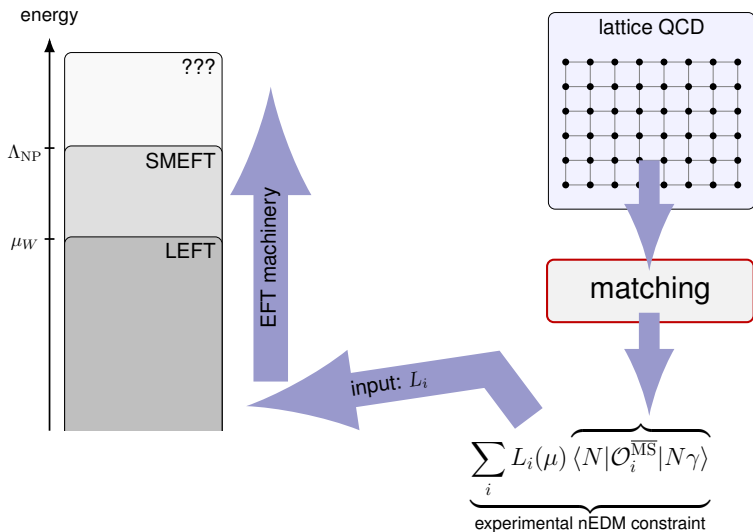 energy
???
Λ_NP
SMEFT
μ_W
LEFT
EFT machinery
lattice QCD
matching
input: L_i
∑_i L_i(μ) ⟨N|𝒪_i^{\overline{MS}}|Nγ⟩
experimental nEDM constraint